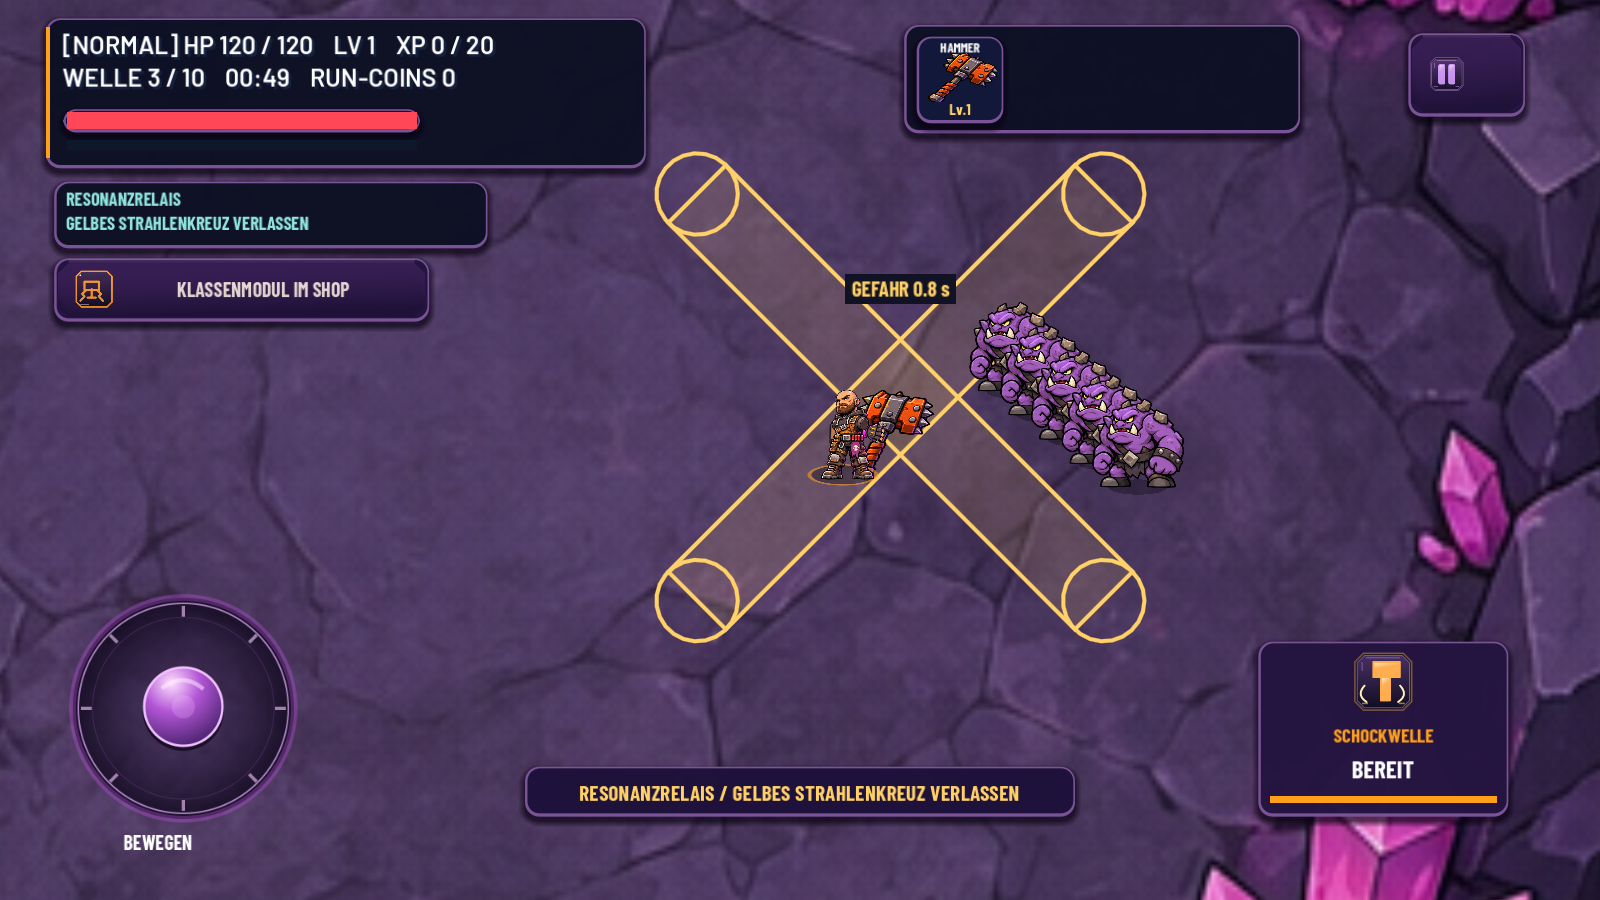 [NORMAL] HP 120 / 120 LV 1 XP 0 / 20
WELLE 3 / 10 00:49 RUN-COINS 0
RESONANZRELAIS
GELBES STRAHLENKREUZ VERLASSEN
KLASSENMODUL IM SHOP
HAMMER
Lv.1
GEFAHR 0.8 s
BEWEGEN
RESONANZRELAIS / GELBES STRAHLENKREUZ VERLASSEN
SCHOCKWELLE
BEREIT